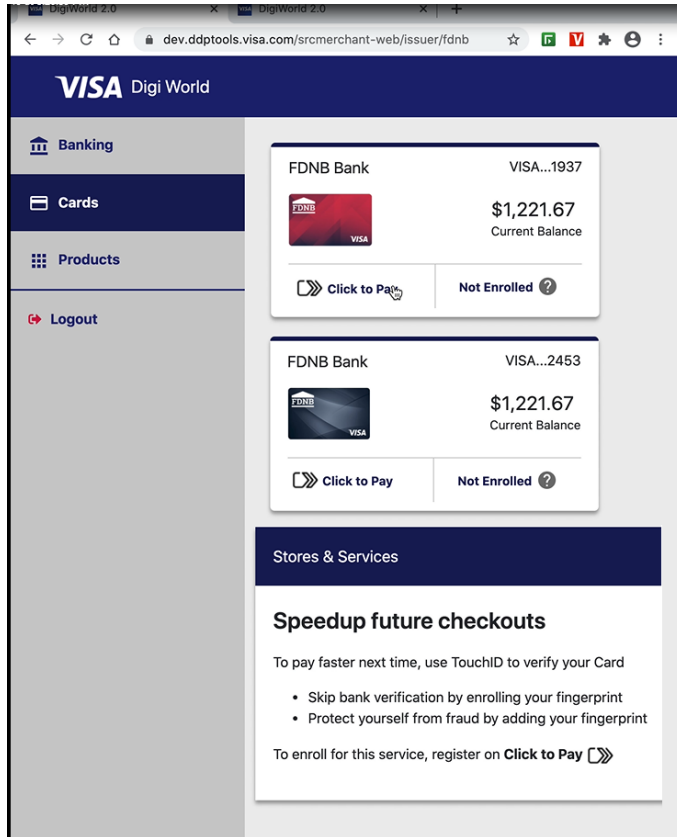 DigiWorld 2.0
DigiWorld 2.0
dev.ddptools.visa.com/srcmerchant-web/issuer/fdnb
VISA Digi World
Banking
Cards
Products
Logout
FDNB Bank VISA...1937
FDNB
VISA
$1,221.67
Current Balance
Click to Pay
Not Enrolled ?
FDNB Bank VISA...2453
FDNB
VISA
$1,221.67
Current Balance
Click to Pay
Not Enrolled ?
Stores & Services
Speedup future checkouts
To pay faster next time, use TouchID to verify your Card
• Skip bank verification by enrolling your fingerprint
• Protect yourself from fraud by adding your fingerprint
To enroll for this service, register on Click to Pay